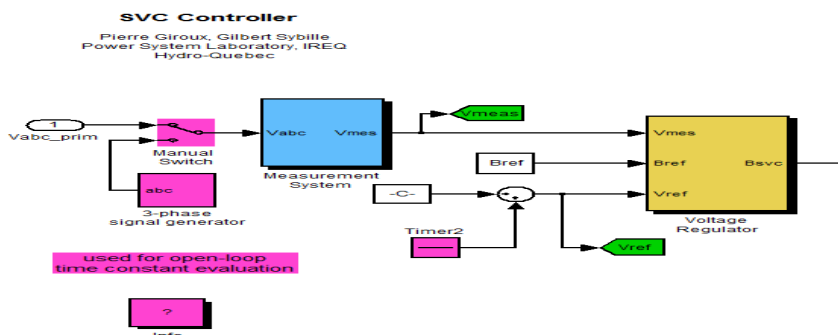 SVC Controller
Pierre Giroux, Gilbert Sybille
Power System Laboratory, IREQ
Hydro-Quebec
1
Vabc_prim
Manual
Switch
abc
3-phase
signal generator
Vabc
Vmes
Measurement
System
Vmeas
Bref
-C-
Timer2
Vref
Vmes
Bref
Vref
Bsvc
Voltage
Regulator
used for open-loop
time constant evaluation
?
Info